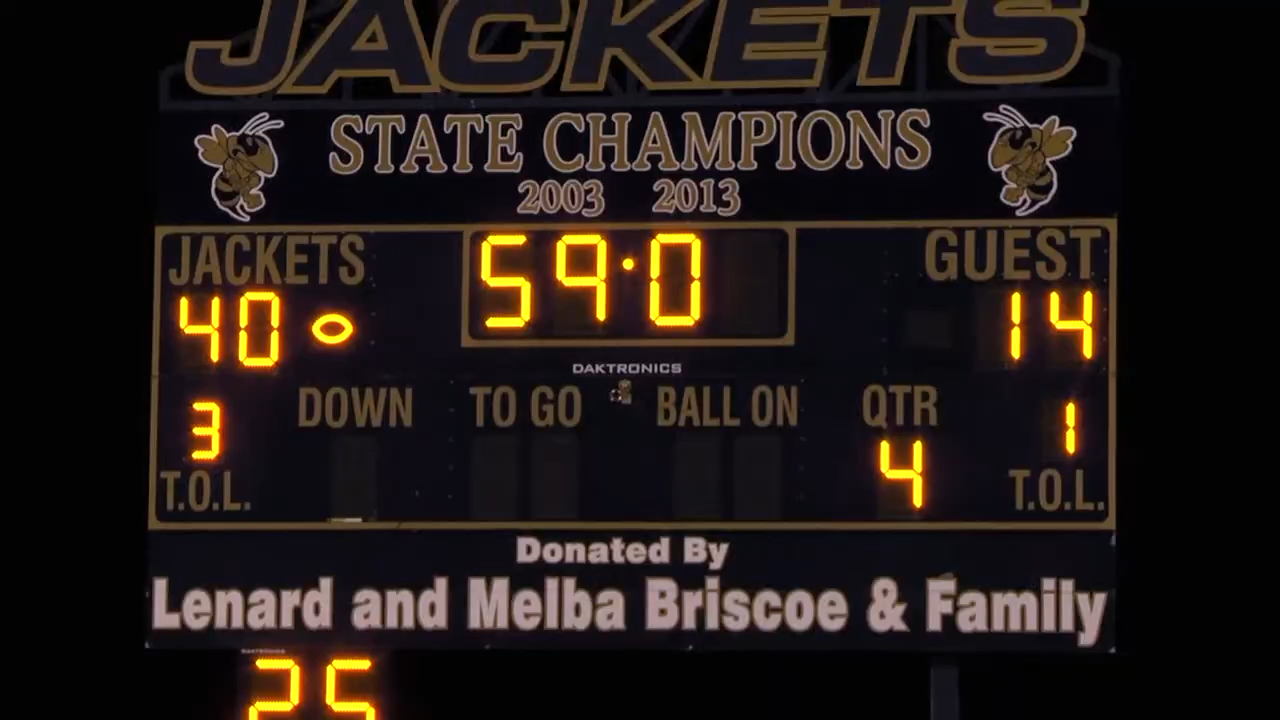 JACKETS
STATE CHAMPIONS
2003 2013
JACKETS 59.0 GUEST
40 14
DAKTRONICS
DOWN TO GO BALL ON QTR
3 4 1
T.O.L. T.O.L.
Donated By
Lenard and Melba Briscoe & Family
DAKTRONICS
25